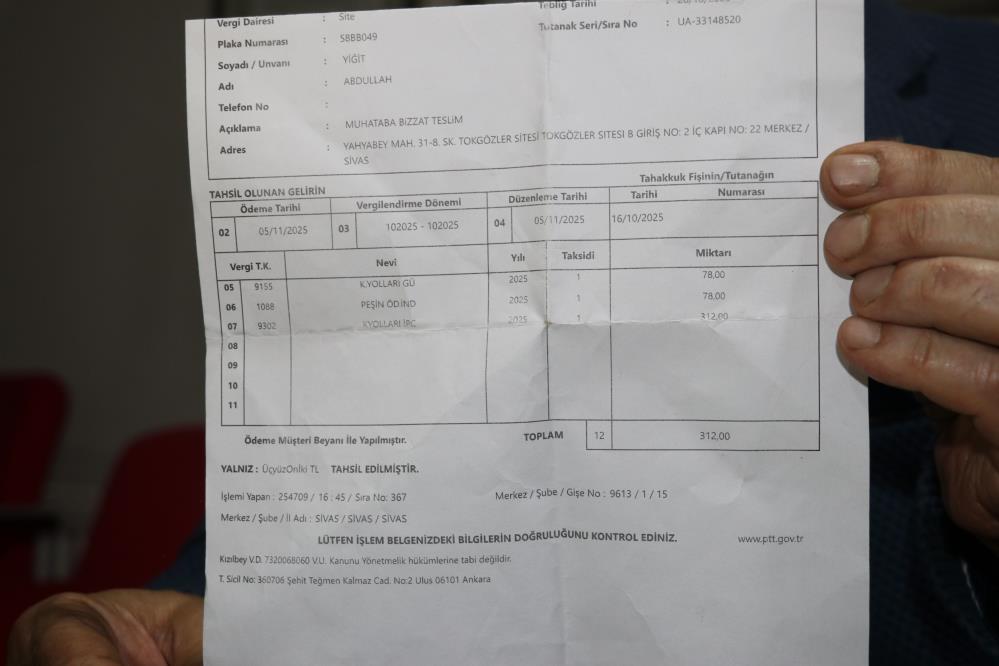 Vergi Dairesi : Site
Tebliğ Tarihi :
Plaka Numarası : 58BB049
Tutanak Seri/Sıra No : UA-33148520
Soyadı / Unvanı : YİĞİT
Adı : ABDULLAH
Telefon No :
Açıklama : MUHATABA BİZZAT TESLİM
Adres : YAHYABEY MAH. 31-8. SK. TOKGÖZLER SİTESİ TOKGÖZLER SITESI B GİRİŞ NO: 2 İÇ KAPI NO: 22 MERKEZ /
SİVAS
TAHSİL OLUNAN GELİRİN
Tahakkuk Fişinin/Tutanağın
Ödeme Tarihi Vergilendirme Dönemi Düzenleme Tarihi Tarihi Numarası
02 05/11/2025 03 102025 - 102025 04 05/11/2025 16/10/2025
Vergi T.K. Nevi Yılı Taksidi Miktarı
05 9155 K.YOLLARI GÜ 2025 1 78,00
06 1088 PEŞİN ÖD.İND 2025 1 78,00
07 9302 KYOLLARI İPC 2025 1 312,00
08
09
10
11
Ödeme Müşteri Beyanı İle Yapılmıştır. TOPLAM 12 312,00
YALNIZ : ÜçyüzOniki TL TAHSİL EDİLMİŞTİR.
İşlemi Yapan : 254709 / 16 : 45 / Sıra No: 367 Merkez / Şube / Gişe No : 9613 / 1 / 15
Merkez / Şube / İl Adı : SİVAS / SİVAS / SİVAS
LÜTFEN İŞLEM BELGENİZDEKİ BİLGİLERİN DOĞRULUĞUNU KONTROL EDİNİZ. www.ptt.gov.tr
Kızılbey V.D. 7320068060 V.U. Kanunu Yönetmelik hükümlerine tabi değildir.
T. Sicil No: 360706 Şehit Teğmen Kalmaz Cad. No:2 Ulus 06101 Ankara